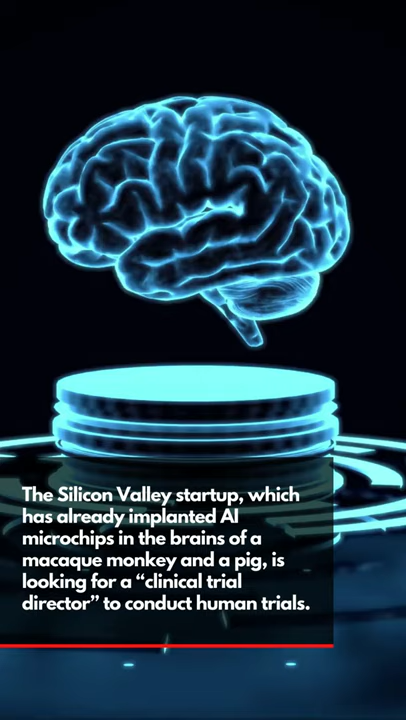 The Silicon Valley startup, which
has already implanted AI
microchips in the brains of a
macaque monkey and a pig, is
looking for a “clinical trial
director” to conduct human trials.